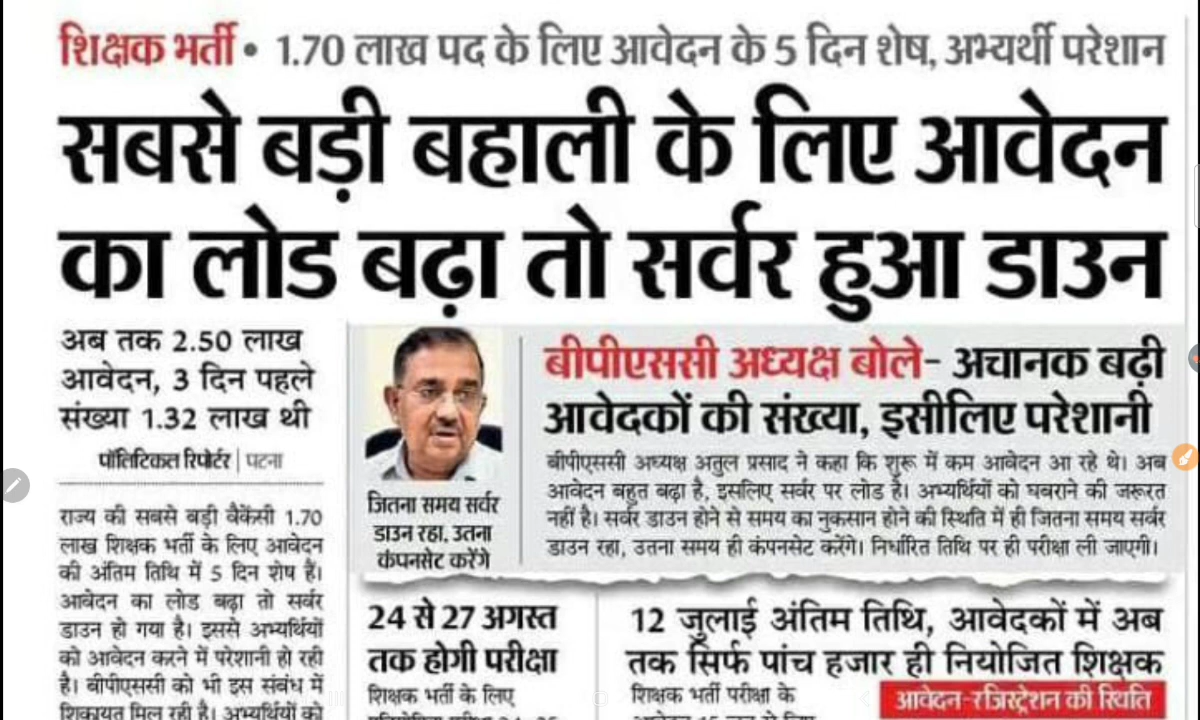 शिक्षक भर्ती • 1.70 लाख पद के लिए आवेदन के 5 दिन शेष, अभ्यर्थी परेशान
सबसे बड़ी बहाली के लिए आवेदन
का लोड बढ़ा तो सर्वर हुआ डाउन
अब तक 2.50 लाख
आवेदन, 3 दिन पहले
संख्या 1.32 लाख थी
पॉलिटिकल रिपोर्टर | पटना
राज्य की सबसे बड़ी वैकेंसी 1.70
लाख शिक्षक भर्ती के लिए आवेदन
की अंतिम तिथि में 5 दिन शेष हैं।
आवेदन का लोड बढ़ा तो सर्वर
डाउन हो गया है। इससे अभ्यर्थियों
को आवेदन करने में परेशानी हो रही
है। बीपीएससी को भी इस संबंध में
शिकायत मिल रही है। अभ्यर्थियों को
जितना समय सर्वर
डाउन रहा, उतना
कंपनसेट करेंगे
बीपीएससी अध्यक्ष बोले- अचानक बढ़ी
आवेदकों की संख्या, इसीलिए परेशानी
बीपीएससी अध्यक्ष अतुल प्रसाद ने कहा कि शुरू में कम आवेदन आ रहे थे। अब
आवेदन बहुत बढ़ा है, इसलिए सर्वर पर लोड है। अभ्यर्थियों को घबराने की जरूरत
नहीं है। सर्वर डाउन होने से समय का नुकसान होने की स्थिति में ही जितना समय सर्वर
डाउन रहा, उतना समय ही कंपनसेट करेंगे। निर्धारित तिथि पर ही परीक्षा ली जाएगी।
24 से 27 अगस्त
तक होगी परीक्षा
शिक्षक भर्ती के लिए
12 जुलाई अंतिम तिथि, आवेदकों में अब
तक सिर्फ पांच हजार ही नियोजित शिक्षक
शिक्षक भर्ती परीक्षा के
आवेदन-रजिस्ट्रेशन की स्थिति